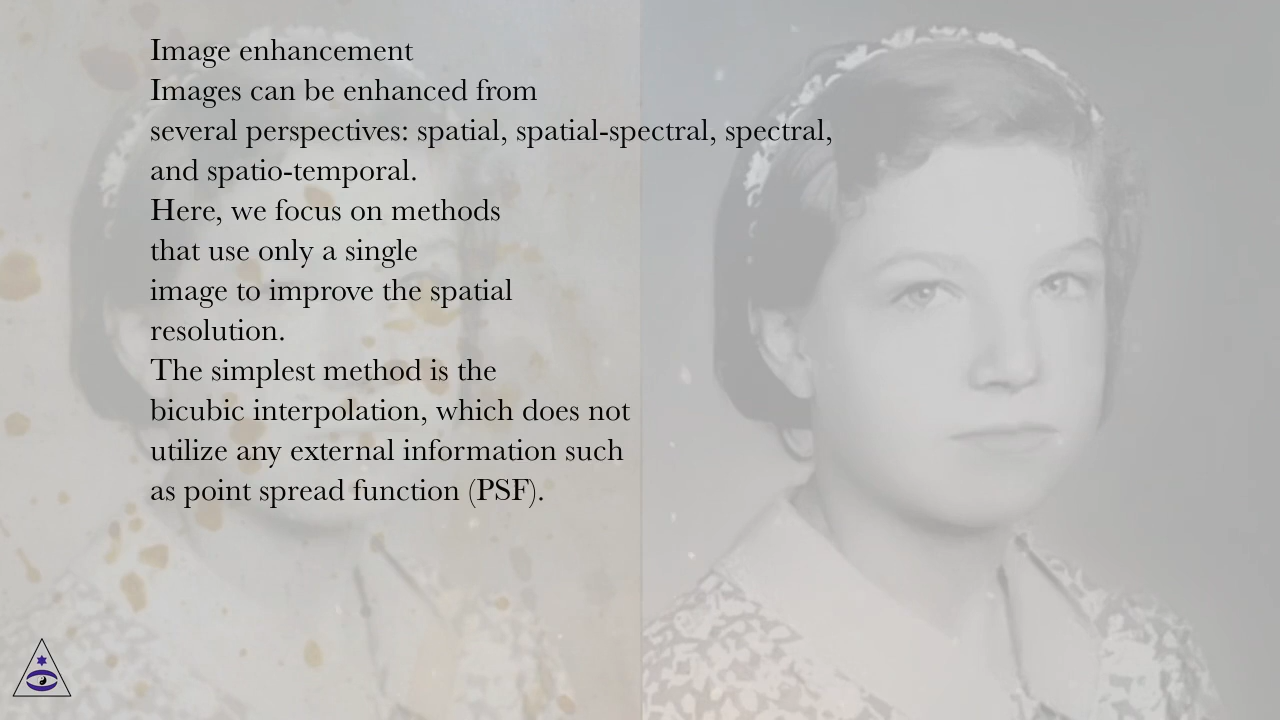 Image enhancement
Images can be enhanced from
several perspectives: spatial, spatial-spectral, spectral,
and spatio-temporal.
Here, we focus on methods
that use only a single
image to improve the spatial
resolution.
The simplest method is the
bicubic interpolation, which does not
utilize any external information such
as point spread function (PSF).